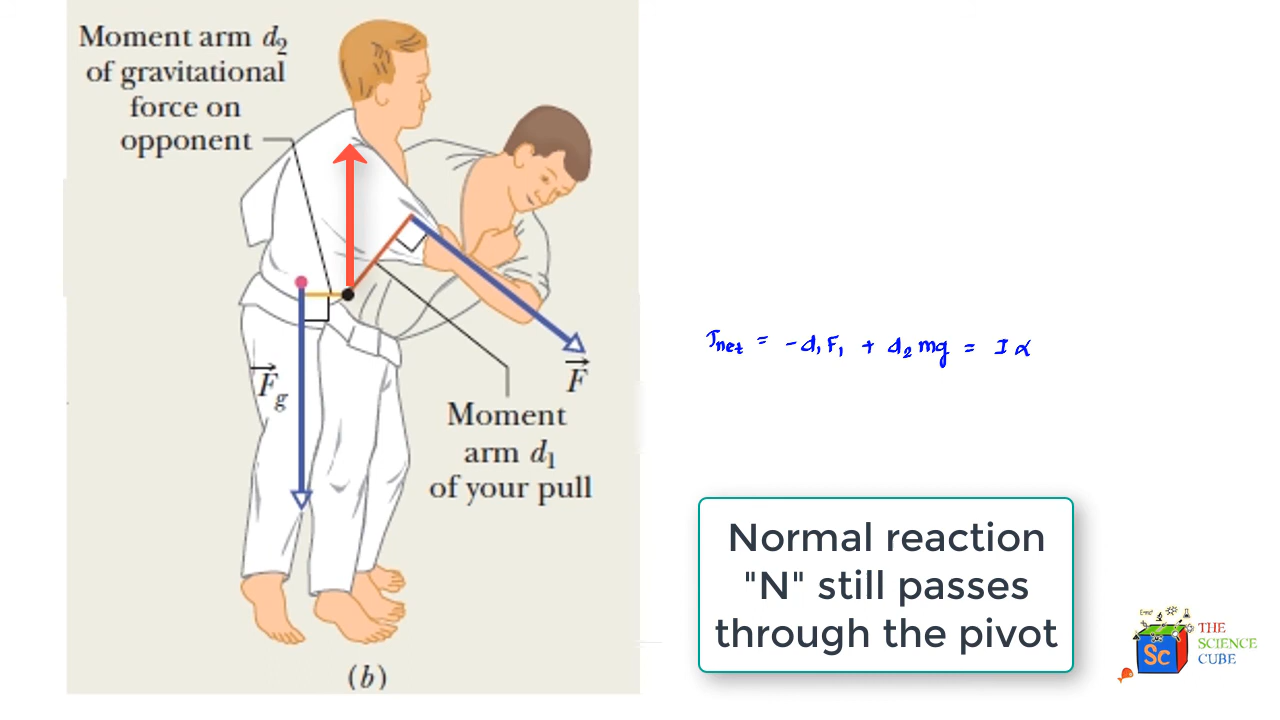 Moment arm d₂
of gravitational
force on
opponent
F⃗g
F⃗
Moment
arm d₁
of your pull
(b)
τnet = -d₁F₁ + d₂mg = Iα
Normal reaction
"N" still passes
through the pivot
Sc
THE
SCIENCE
CUBE